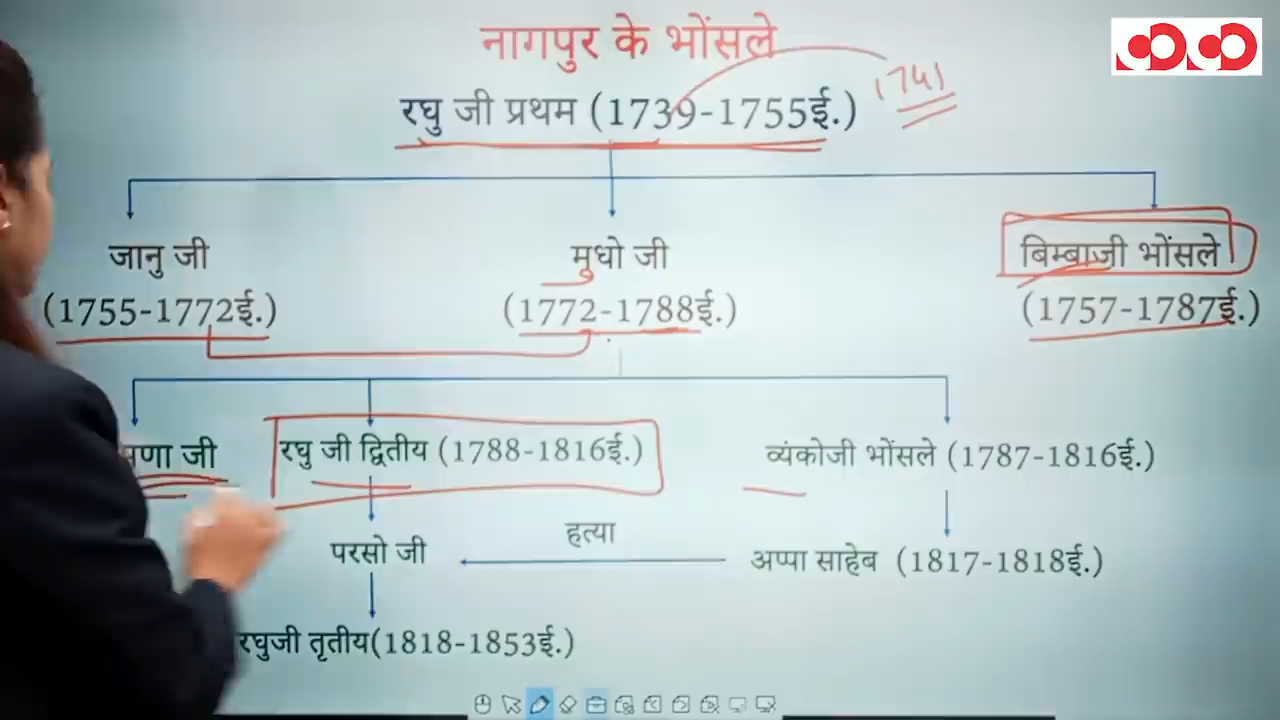 नागपुर के भोंसले
रघु जी प्रथम (1739-1755ई.) 1741
जानु जी मुधो जी बिम्बाजी भोंसले
(1755-1772ई.) (1772-1788ई.) (1757-1787ई.)
जी रघु जी द्वितीय (1788-1816ई.) व्यंकोजी भोंसले (1787-1816ई.)
हत्या
परसो जी अप्पा साहेब (1817-1818ई.)
रघुजी तृतीय(1818-1853ई.)